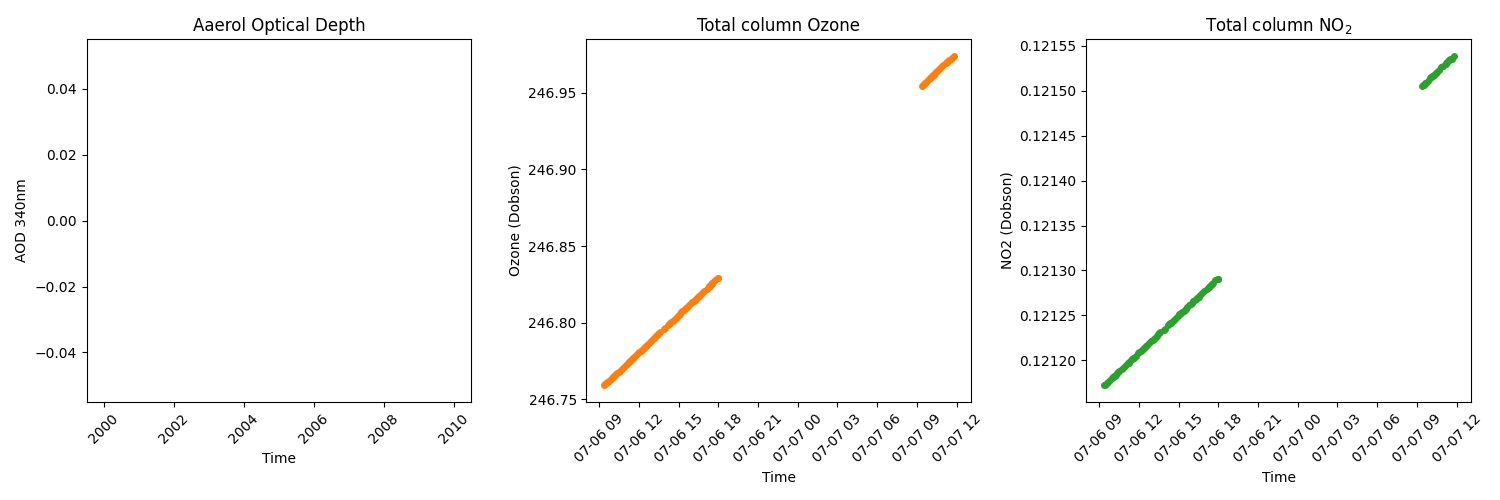 Aaerol Optical Depth
AOD 340nm
0.04
0.02
0.00
−0.02
−0.04
2000 2002 2004 2006 2008 2010
Time
Total column Ozone
Ozone (Dobson)
246.95
246.90
246.85
246.80
246.75
07-06 09 07-06 12 07-06 15 07-06 18 07-06 21 07-07 00 07-07 03 07-07 06 07-07 09 07-07 12
Time
Total column NO₂
NO2 (Dobson)
0.12155
0.12150
0.12145
0.12140
0.12135
0.12130
0.12125
0.12120
07-06 09 07-06 12 07-06 15 07-06 18 07-06 21 07-07 00 07-07 03 07-07 06 07-07 09 07-07 12
Time